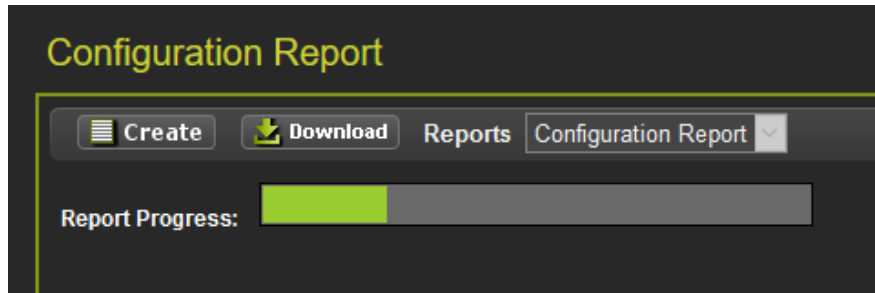 Configuration Report
Create Download Reports Configuration Report
Report Progress: